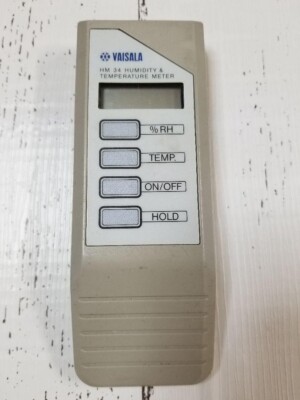 VAISALA
HM 34 HUMIDITY &
TEMPERATURE METER
%RH
TEMP.
ON/OFF
HOLD